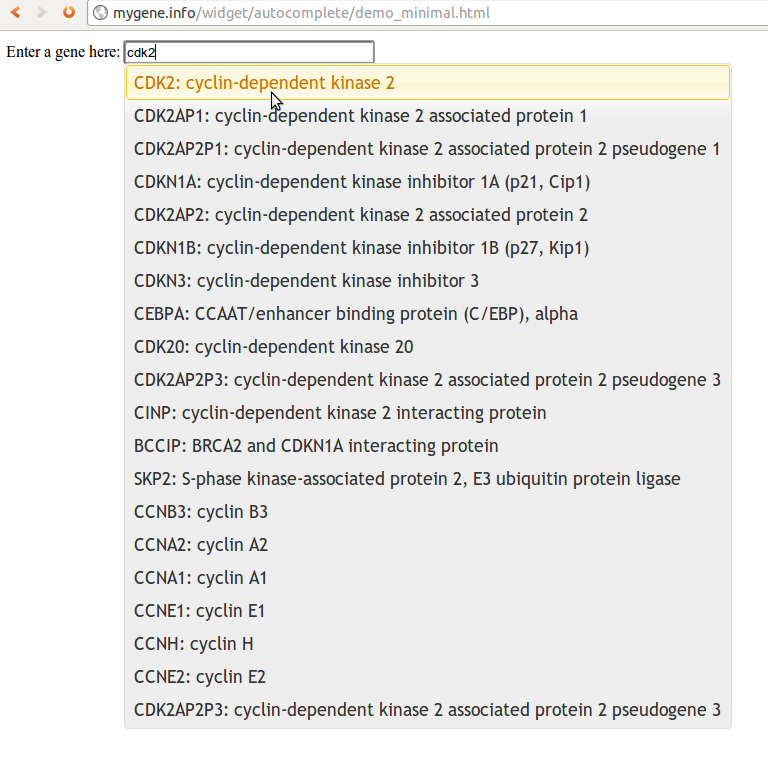 mygene.info/widget/autocomplete/demo_minimal.html
Enter a gene here: cdk2
CDK2: cyclin-dependent kinase 2
CDK2AP1: cyclin-dependent kinase 2 associated protein 1
CDK2AP2P1: cyclin-dependent kinase 2 associated protein 2 pseudogene 1
CDKN1A: cyclin-dependent kinase inhibitor 1A (p21, Cip1)
CDK2AP2: cyclin-dependent kinase 2 associated protein 2
CDKN1B: cyclin-dependent kinase inhibitor 1B (p27, Kip1)
CDKN3: cyclin-dependent kinase inhibitor 3
CEBPA: CCAAT/enhancer binding protein (C/EBP), alpha
CDK20: cyclin-dependent kinase 20
CDK2AP2P3: cyclin-dependent kinase 2 associated protein 2 pseudogene 3
CINP: cyclin-dependent kinase 2 interacting protein
BCCIP: BRCA2 and CDKN1A interacting protein
SKP2: S-phase kinase-associated protein 2, E3 ubiquitin protein ligase
CCNB3: cyclin B3
CCNA2: cyclin A2
CCNA1: cyclin A1
CCNE1: cyclin E1
CCNH: cyclin H
CCNE2: cyclin E2
CDK2AP2P3: cyclin-dependent kinase 2 associated protein 2 pseudogene 3